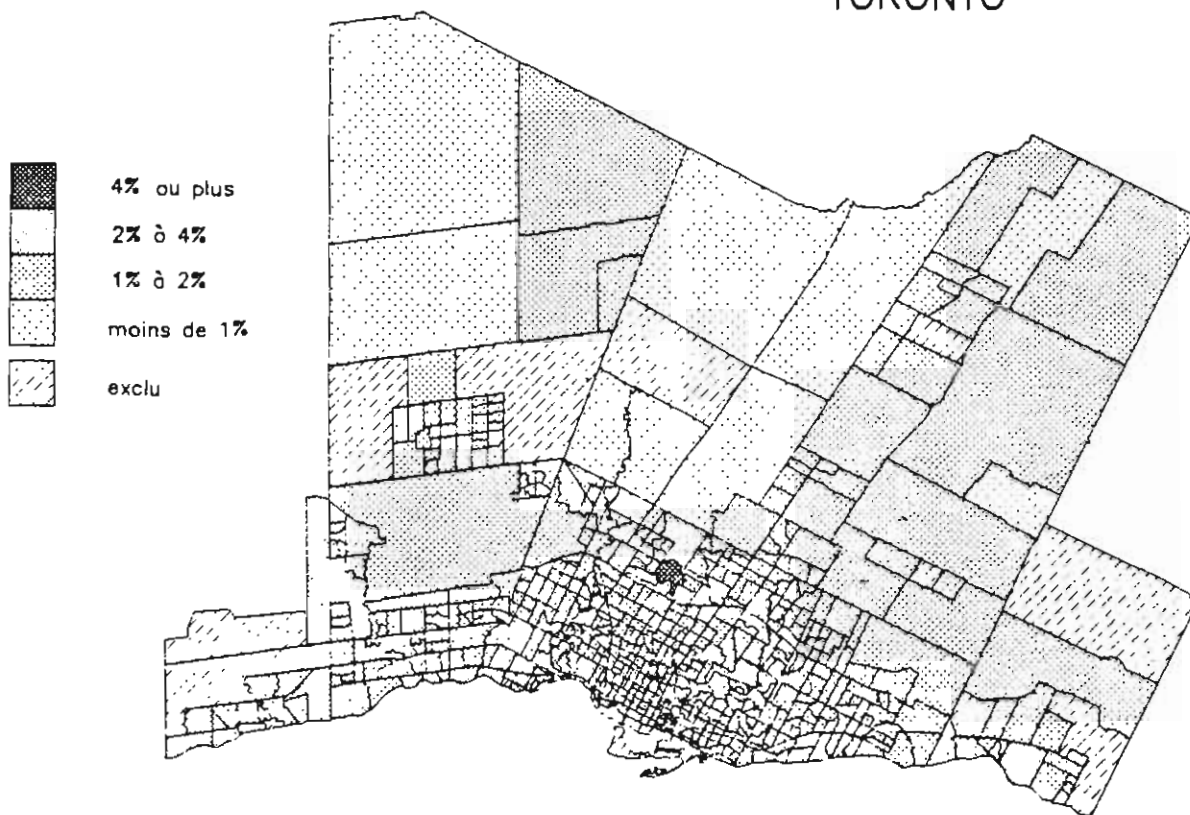 TORONTO
4% ou plus
2% à 4%
1% à 2%
moins de 1%
exclu